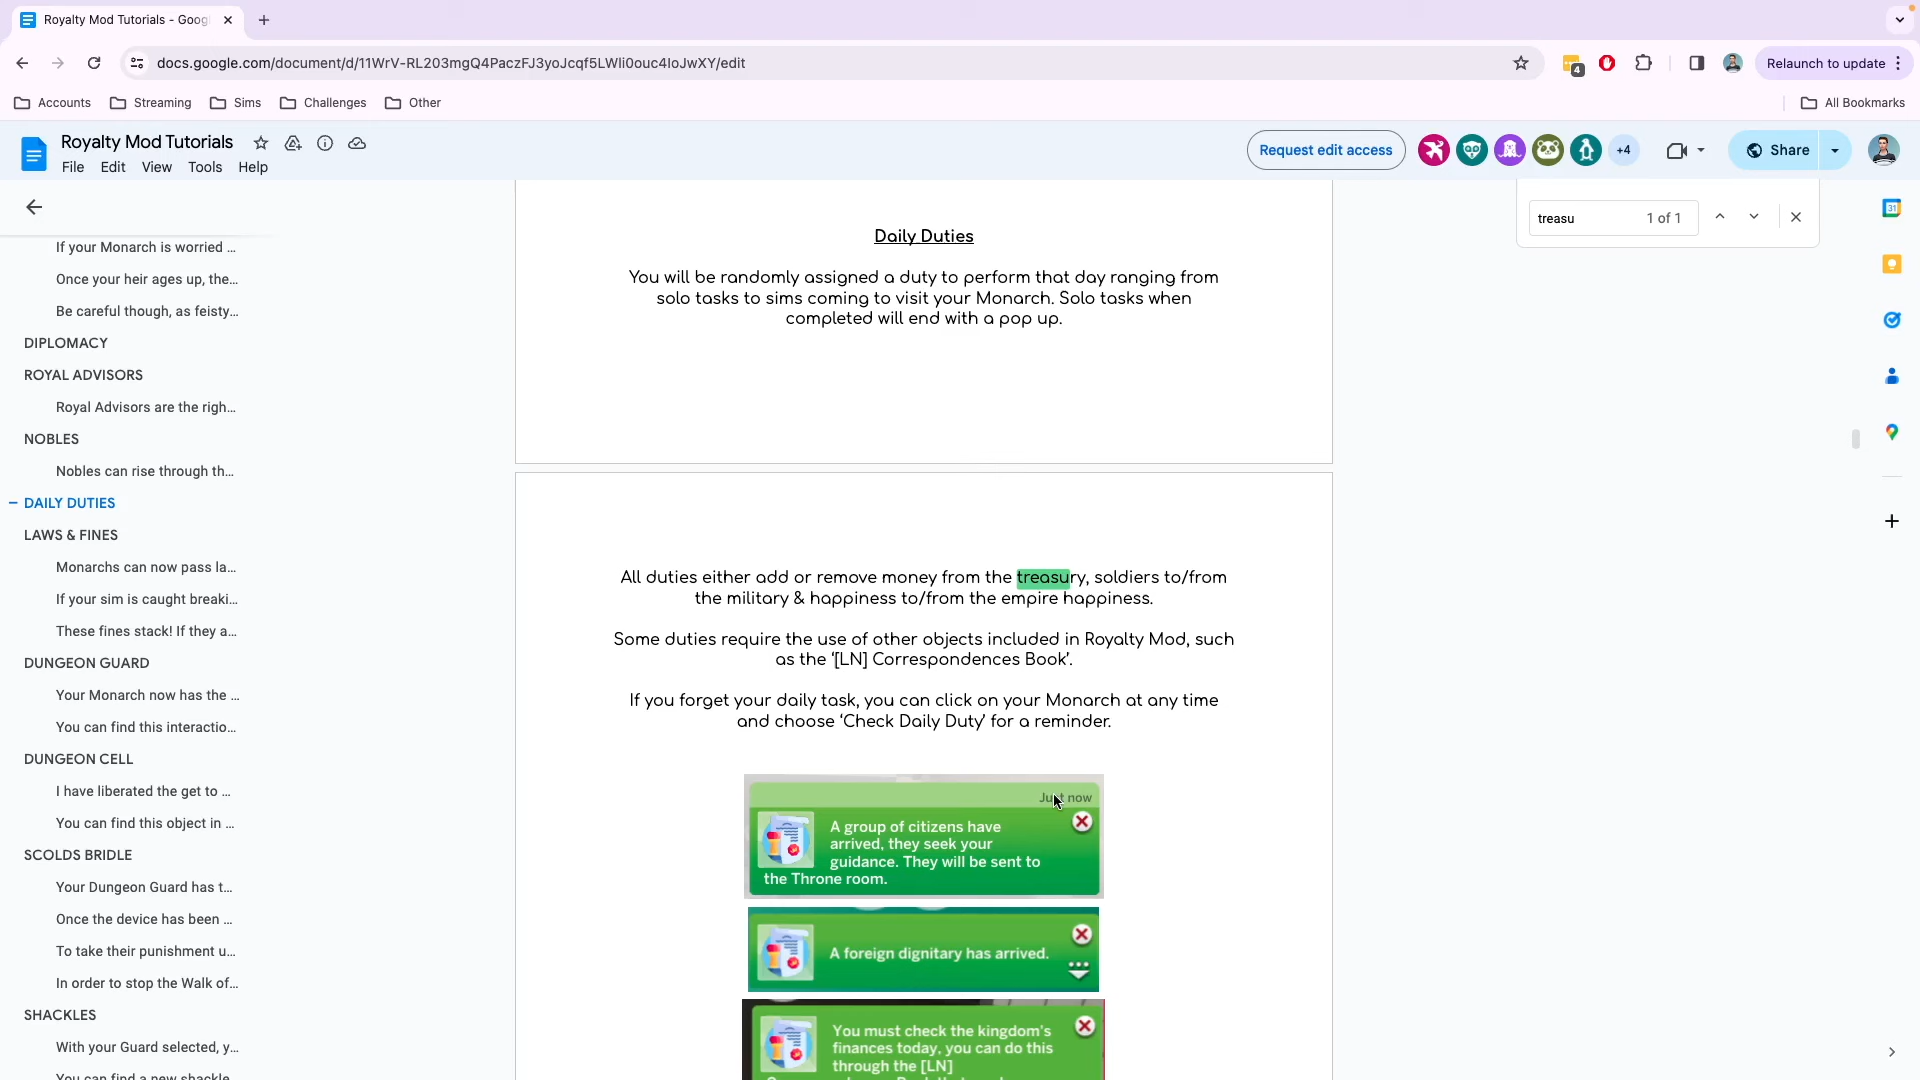 Royalty Mod Tutorials - Goog
docs.google.com/document/d/11WrV-RL203mgQ4PaczFJ3yoJcqf5LWli0ouc4IoJwXY/edit
4
Relaunch to update
Accounts
Streaming
Sims
Challenges
Other
All Bookmarks
Royalty Mod Tutorials
File
Edit
View
Tools
Help
Request edit access
+4
Share
treasu
1 of 1
31
If your Monarch is worried ...
Once your heir ages up, the...
Be careful though, as feisty...
DIPLOMACY
ROYAL ADVISORS
Royal Advisors are the righ...
NOBLES
Nobles can rise through th...
DAILY DUTIES
LAWS & FINES
Monarchs can now pass la...
If your sim is caught breaki...
These fines stack! If they a...
DUNGEON GUARD
Your Monarch now has the ...
You can find this interactio...
DUNGEON CELL
I have liberated the get to ...
You can find this object in ...
SCOLDS BRIDLE
Your Dungeon Guard has t...
Once the device has been ...
To take their punishment u...
In order to stop the Walk of...
SHACKLES
With your Guard selected, y...
You can find a new shackle
Daily Duties
You will be randomly assigned a duty to perform that day ranging from
solo tasks to sims coming to visit your Monarch. Solo tasks when
completed will end with a pop up.
All duties either add or remove money from the treasury, soldiers to/from
the military & happiness to/from the empire happiness.
Some duties require the use of other objects included in Royalty Mod, such
as the ‘[LN] Correspondences Book’.
If you forget your daily task, you can click on your Monarch at any time
and choose ‘Check Daily Duty’ for a reminder.
Just now
A group of citizens have
arrived, they seek your
guidance. They will be sent to
the Throne room.
A foreign dignitary has arrived.
You must check the kingdom's
finances today, you can do this
through the [LN]